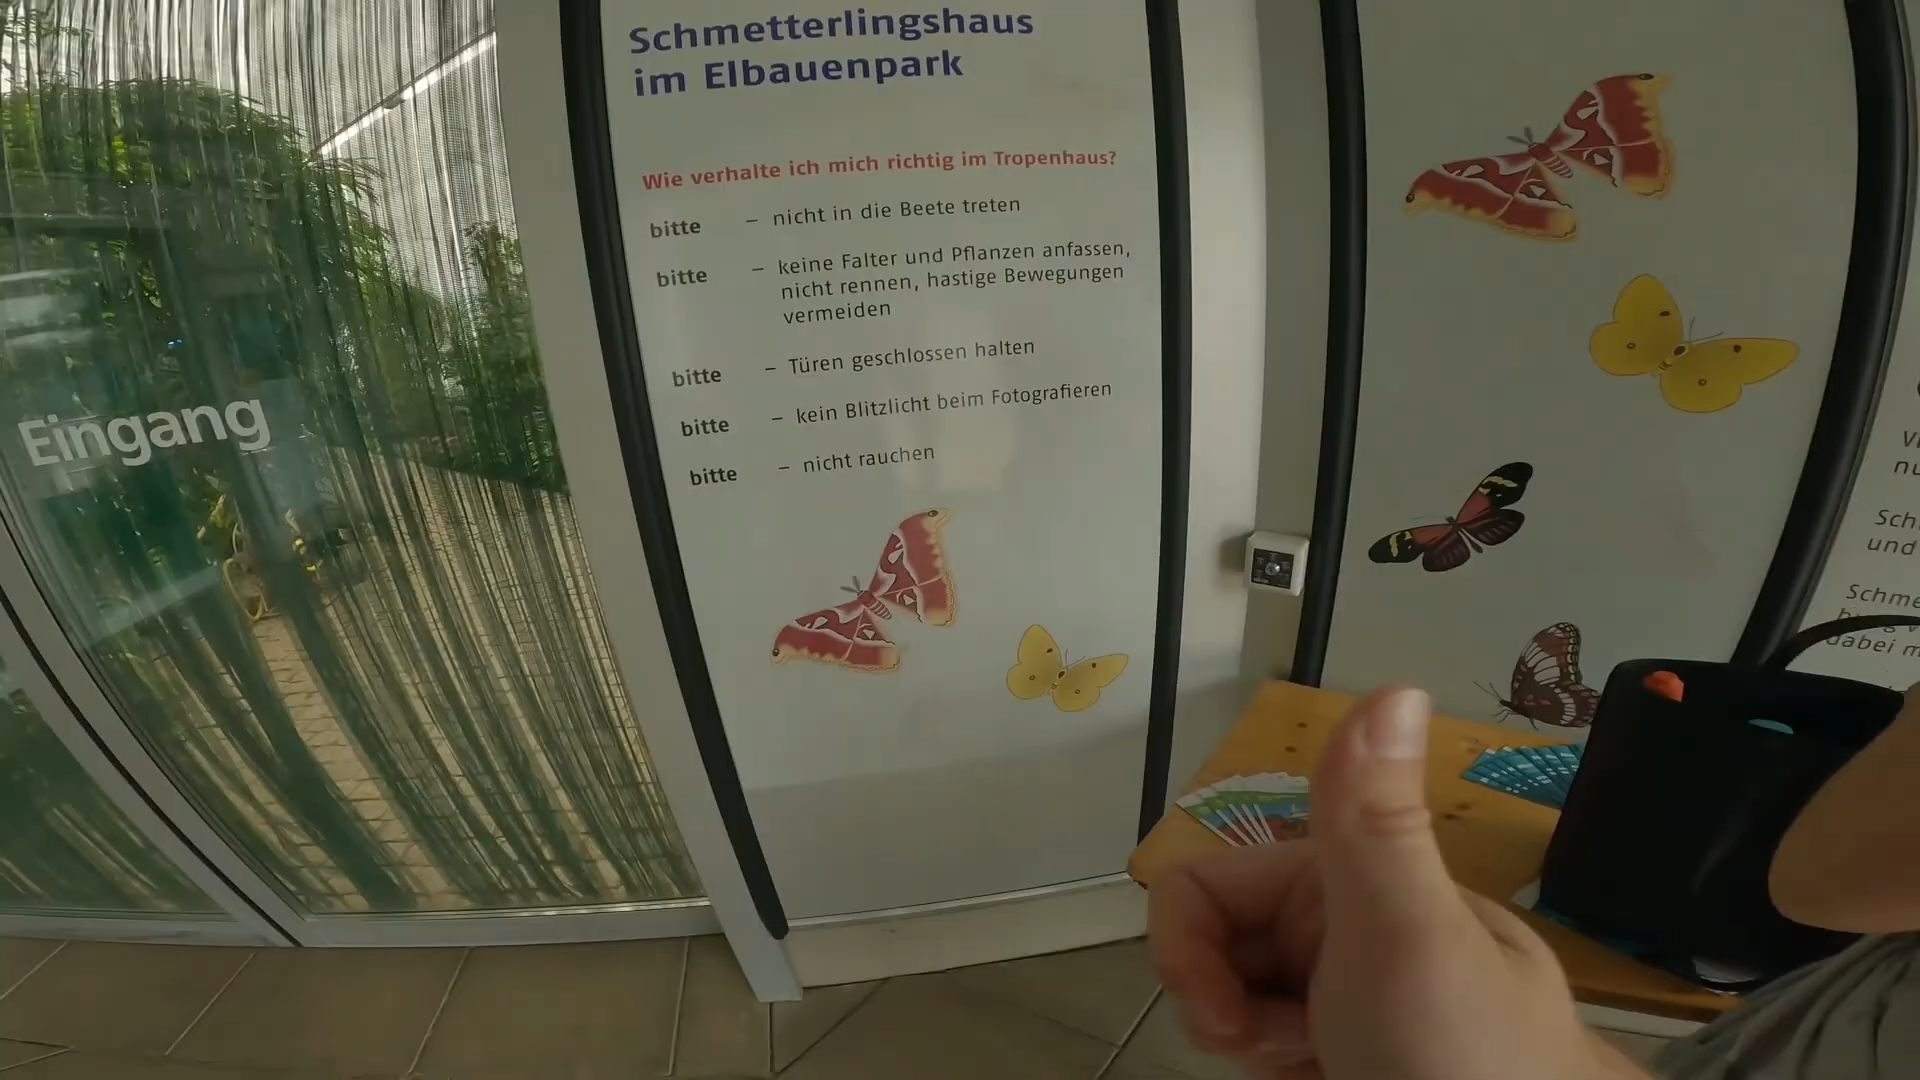 Schmetterlingshaus
im Elbauenpark
Wie verhalte ich mich richtig im Tropenhaus?
bitte – nicht in die Beete treten
bitte – keine Falter und Pflanzen anfassen,
nicht rennen, hastige Bewegungen
vermeiden
bitte – Türen geschlossen halten
bitte – kein Blitzlicht beim Fotografieren
bitte – nicht rauchen
Eingang
und
dabei